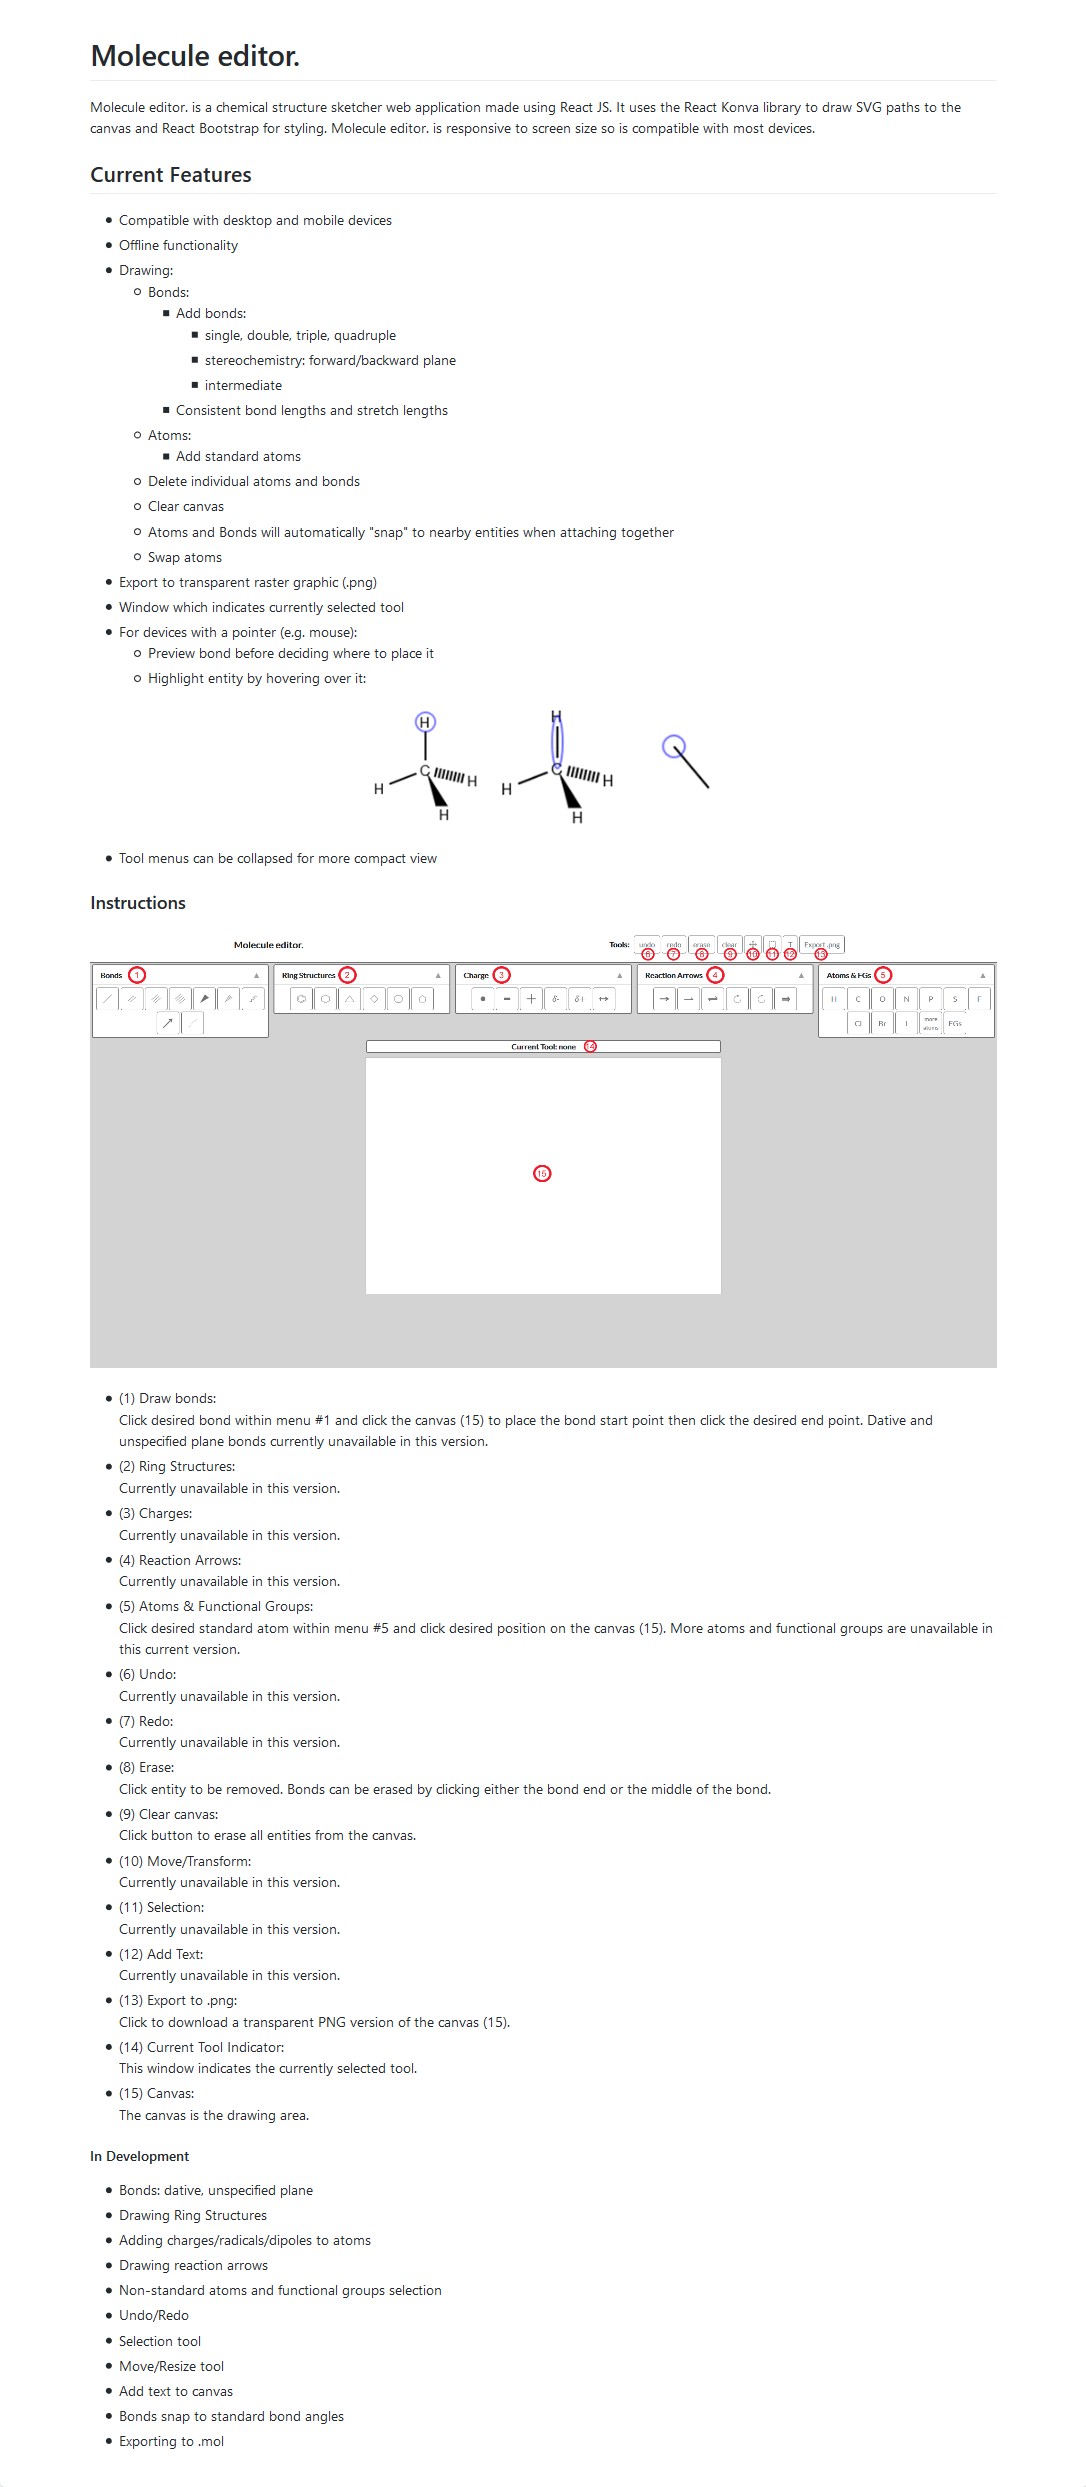 Molecule editor.
Molecule editor. is a chemical structure sketcher web application made using React JS. It uses the React Konva library to draw SVG paths to the
canvas and React Bootstrap for styling. Molecule editor. is responsive to screen size so is compatible with most devices.
Current Features
Compatible with desktop and mobile devices
Offline functionality
Drawing:
Bonds:
Add bonds:
single, double, triple, quadruple
stereochemistry: forward/backward plane
intermediate
Consistent bond lengths and stretch lengths
Atoms:
Add standard atoms
Delete individual atoms and bonds
Clear canvas
Atoms and Bonds will automatically "snap" to nearby entities when attaching together
Swap atoms
Export to transparent raster graphic (.png)
Window which indicates currently selected tool
For devices with a pointer (e.g. mouse):
Preview bond before deciding where to place it
Highlight entity by hovering over it:
H H
C H C H
H H
H H
Tool menus can be collapsed for more compact view
Instructions
Molecule editor. Tools: undo redo erase clear T Export .png
6 7 8 9 10 11 12 13
Bonds 1 Ring Structures 2 Charge 3 Reaction Arrows 4 Atoms & FGs 5
δ- δ+ H C O N P S F
Cl Br I more atoms FGs
Current Tool: none 14
15
(1) Draw bonds:
Click desired bond within menu #1 and click the canvas (15) to place the bond start point then click the desired end point. Dative and
unspecified plane bonds currently unavailable in this version.
(2) Ring Structures:
Currently unavailable in this version.
(3) Charges:
Currently unavailable in this version.
(4) Reaction Arrows:
Currently unavailable in this version.
(5) Atoms & Functional Groups:
Click desired standard atom within menu #5 and click desired position on the canvas (15). More atoms and functional groups are unavailable in
this current version.
(6) Undo:
Currently unavailable in this version.
(7) Redo:
Currently unavailable in this version.
(8) Erase:
Click entity to be removed. Bonds can be erased by clicking either the bond end or the middle of the bond.
(9) Clear canvas:
Click button to erase all entities from the canvas.
(10) Move/Transform:
Currently unavailable in this version.
(11) Selection:
Currently unavailable in this version.
(12) Add Text:
Currently unavailable in this version.
(13) Export to .png:
Click to download a transparent PNG version of the canvas (15).
(14) Current Tool Indicator:
This window indicates the currently selected tool.
(15) Canvas:
The canvas is the drawing area.
In Development
Bonds: dative, unspecified plane
Drawing Ring Structures
Adding charges/radicals/dipoles to atoms
Drawing reaction arrows
Non-standard atoms and functional groups selection
Undo/Redo
Selection tool
Move/Resize tool
Add text to canvas
Bonds snap to standard bond angles
Exporting to .mol